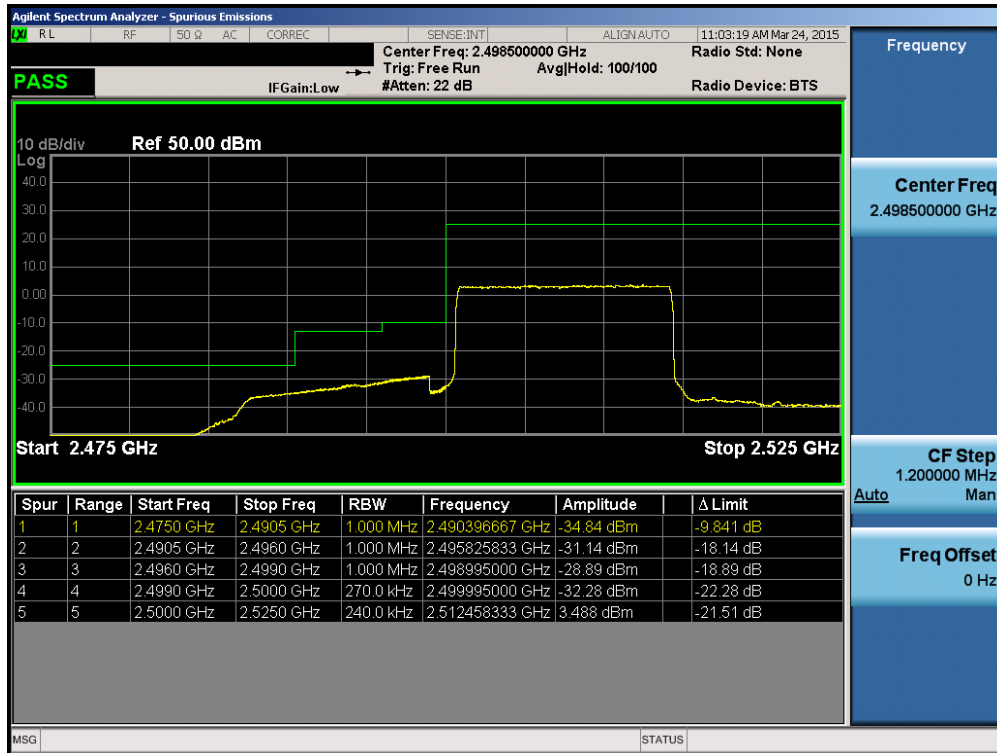 Agilent Spectrum Analyzer - Spurious Emissions
LXI RL RF 50 Ω AC CORREC SENSE:INT ALIGN AUTO 11:03:19 AM Mar 24, 2015
Center Freq: 2.498500000 GHz Radio Std: None
Trig: Free Run Avg|Hold: 100/100
PASS IFGain:Low #Atten: 22 dB Radio Device: BTS
10 dB/div Ref 50.00 dBm
Log
40.0
30.0
20.0
10.0
0.00
-10.0
-20.0
-30.0
-40.0
Start 2.475 GHz Stop 2.525 GHz
Spur Range Start Freq Stop Freq RBW Frequency Amplitude Δ Limit
1 1 2.4750 GHz 2.4905 GHz 1.000 MHz 2.490396667 GHz -34.84 dBm -9.841 dB
2 2 2.4905 GHz 2.4960 GHz 1.000 MHz 2.495825833 GHz -31.14 dBm -18.14 dB
3 3 2.4960 GHz 2.4990 GHz 1.000 MHz 2.498995000 GHz -28.89 dBm -18.89 dB
4 4 2.4990 GHz 2.5000 GHz 270.0 kHz 2.499995000 GHz -32.28 dBm -22.28 dB
5 5 2.5000 GHz 2.5250 GHz 240.0 kHz 2.512458333 GHz 3.488 dBm -21.51 dB
MSG STATUS
Frequency
Center Freq
2.498500000 GHz
CF Step
1.200000 MHz
Auto Man
Freq Offset
0 Hz